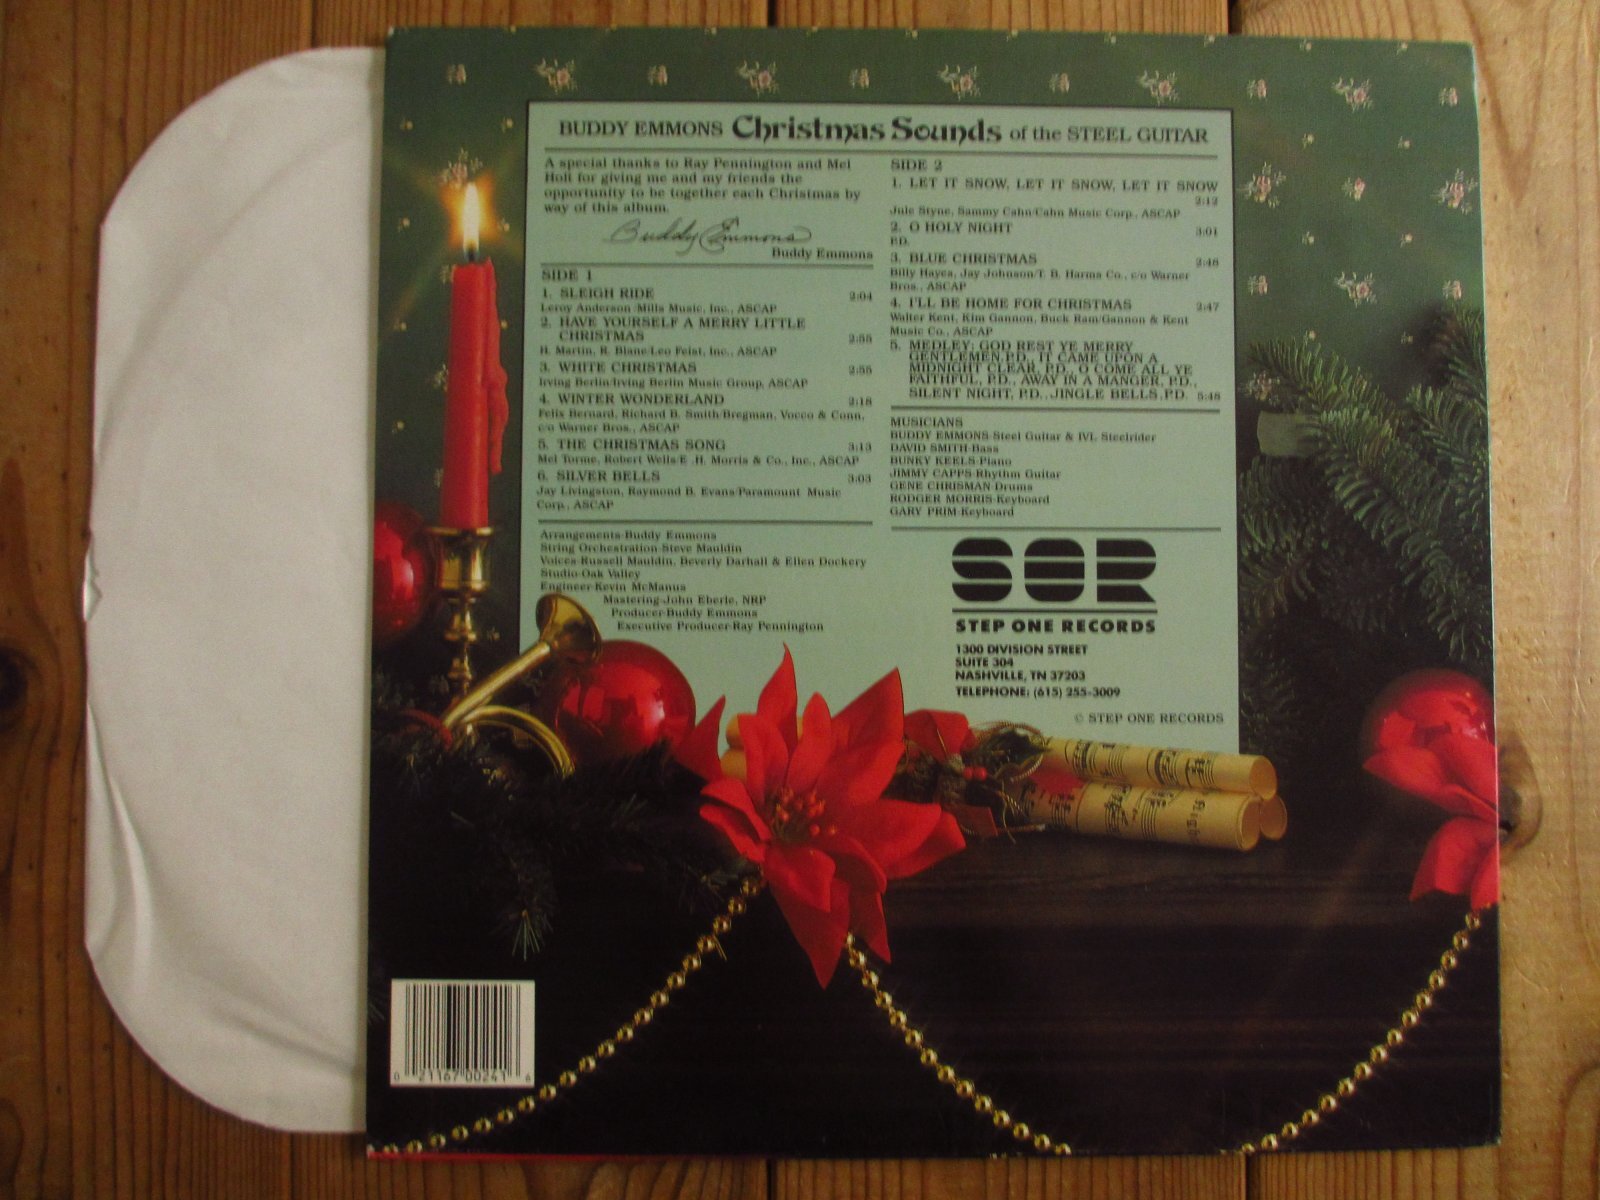 BUDDY EMMONS Christmas Sounds of the STEEL GUITAR
A special thanks to Ray Pennington and Mel
Holt for giving me and my friends the
opportunity to be together each Christmas by
way of this album.
Buddy Emmons
Buddy Emmons
SIDE 1
1. SLEIGH RIDE 2:04
Leroy Anderson/Mills Music, Inc., ASCAP
2. HAVE YOURSELF A MERRY LITTLE
CHRISTMAS 2:55
H. Martin, R. Blane/Leo Feist, Inc., ASCAP
3. WHITE CHRISTMAS 2:55
Irving Berlin/Irving Berlin Music Group, ASCAP
4. WINTER WONDERLAND 2:18
Felix Bernard, Richard B. Smith/Bregman, Vocco & Conn,
c/o Warner Bros., ASCAP
5. THE CHRISTMAS SONG 3:13
Mel Torme, Robert Wells/E .H. Morris & Co., Inc., ASCAP
6. SILVER BELLS 3:03
Jay Livingston, Raymond B. Evans/Paramount Music
Corp., ASCAP
Arrangements-Buddy Emmons
String Orchestration-Steve Mauldin
Voices-Russell Mauldin, Beverly Darhall & Ellen Dockery
Studio-Oak Valley
Engineer-Kevin McManus
Mastering-John Eberle, NRP
Producer-Buddy Emmons
Executive Producer-Ray Pennington
SIDE 2
1. LET IT SNOW, LET IT SNOW, LET IT SNOW
2:12
Jule Styne, Sammy Cahn/Cahn Music Corp., ASCAP
2. O HOLY NIGHT 3:01
P.D.
3. BLUE CHRISTMAS 2:48
Billy Hayes, Jay Johnson/T. B. Harms Co., c/o Warner
Bros., ASCAP
4. I'LL BE HOME FOR CHRISTMAS 2:47
Walter Kent, Kim Gannon, Buck Ram/Gannon & Kent
Music Co., ASCAP
5. MEDLEY: GOD REST YE MERRY
GENTLEMEN,P.D., IT CAME UPON A
MIDNIGHT CLEAR, P.D., O COME ALL YE
FAITHFUL, P.D., AWAY IN A MANGER, P.D.,
SILENT NIGHT, P.D., JINGLE BELLS,P.D. 5:48
MUSICIANS
BUDDY EMMONS-Steel Guitar & IVL Steelrider
DAVID SMITH-Bass
BUNKY KEELS-Piano
JIMMY CAPPS-Rhythm Guitar
GENE CHRISMAN-Drums
RODGER MORRIS-Keyboard
GARY PRIM-Keyboard
SOR
STEP ONE RECORDS
1300 DIVISION STREET
SUITE 304
NASHVILLE, TN 37203
TELEPHONE: (615) 255-3009
© STEP ONE RECORDS
0 21167 00241 6